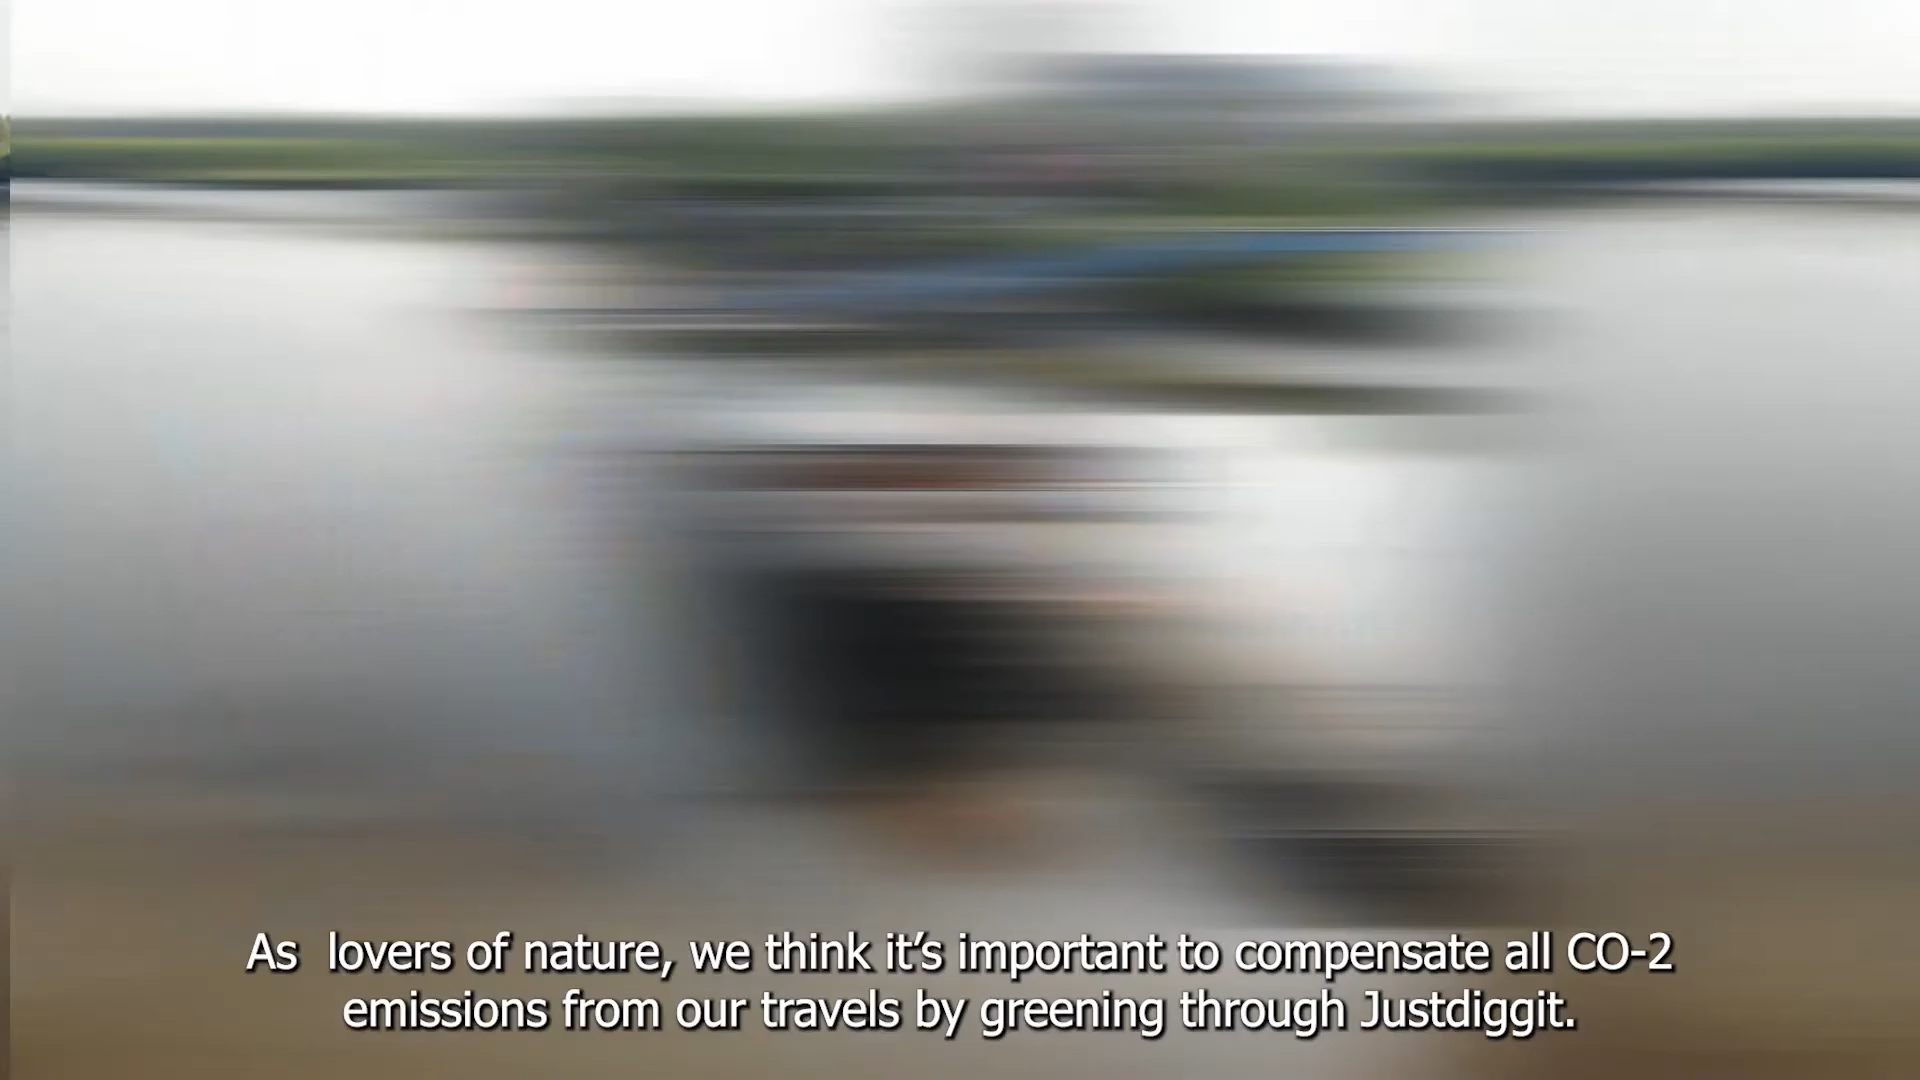 As  lovers of nature, we think it’s important to compensate all CO-2
emissions from our travels by greening through Justdiggit.